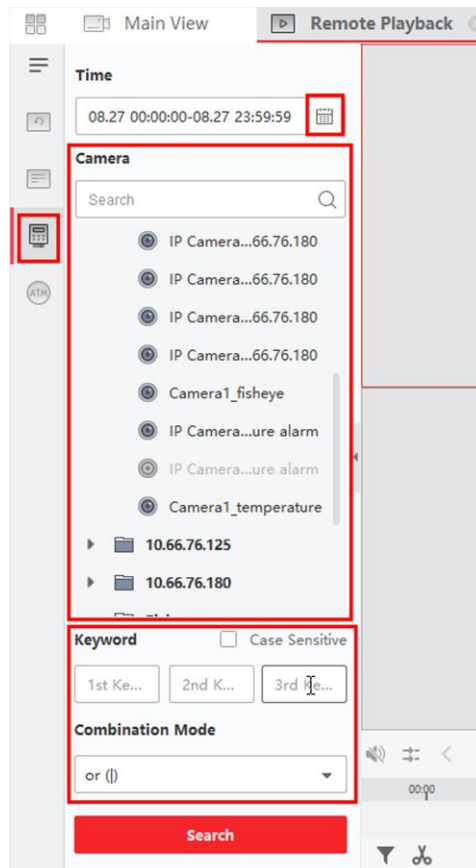 Main View
Remote Playback
Time
08.27 00:00:00-08.27 23:59:59
Camera
Search
IP Camera...66.76.180
IP Camera...66.76.180
IP Camera...66.76.180
IP Camera...66.76.180
Camera1_fisheye
IP Camera...ure alarm
IP Camera...ure alarm
ATM
Camera1_temperature
10.66.76.125
10.66.76.180
Keyword
Case Sensitive
1st Ke...
2nd K...
3rd Ke...
Combination Mode
or (|)
00:00
Search